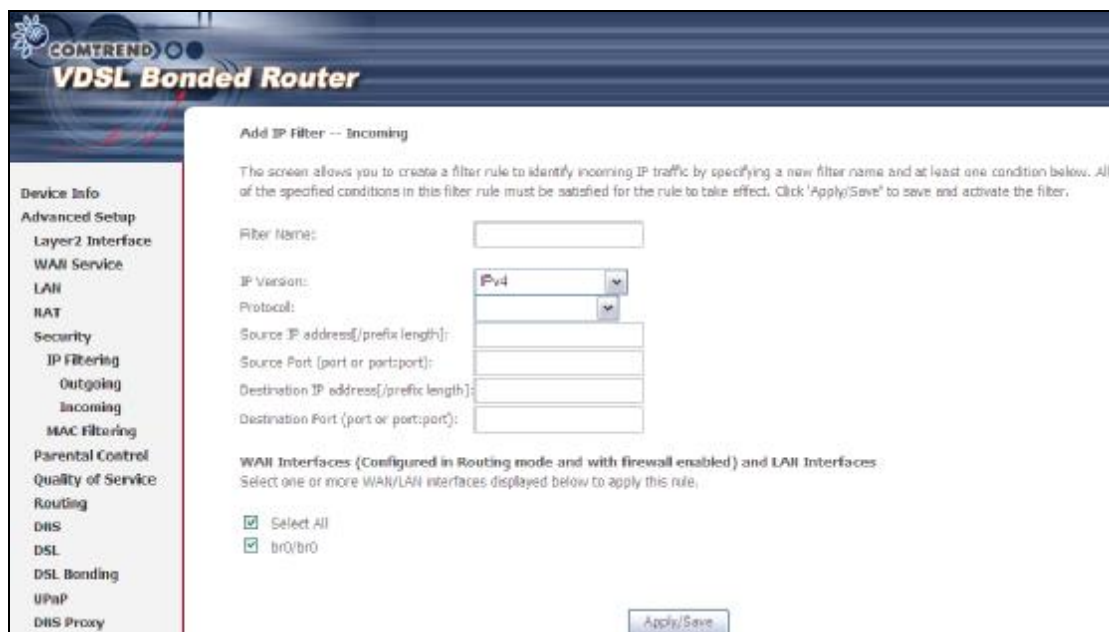 COMTREND
VDSL Bonded Router
Device Info
Advanced Setup
Layer2 Interface
WAN Service
LAN
NAT
Security
IP Filtering
Outgoing
Incoming
MAC Filtering
Parental Control
Quality of Service
Routing
DNS
DSL
DSL Bonding
UPnP
DNS Proxy
Add IP Filter -- Incoming
The screen allows you to create a filter rule to identify incoming IP traffic by specifying a new filter name and at least one condition below. All
of the specified conditions in this filter rule must be satisfied for the rule to take effect. Click 'Apply/Save' to save and activate the filter.
Filter Name:
IP Version: IPv4
Protocol:
Source IP address[/prefix length]:
Source Port (port or port:port):
Destination IP address[/prefix length]:
Destination Port (port or port:port):
WAN Interfaces (Configured in Routing mode and with firewall enabled) and LAN Interfaces
Select one or more WAN/LAN interfaces displayed below to apply this rule.
Select All
br0/br0
Apply/Save